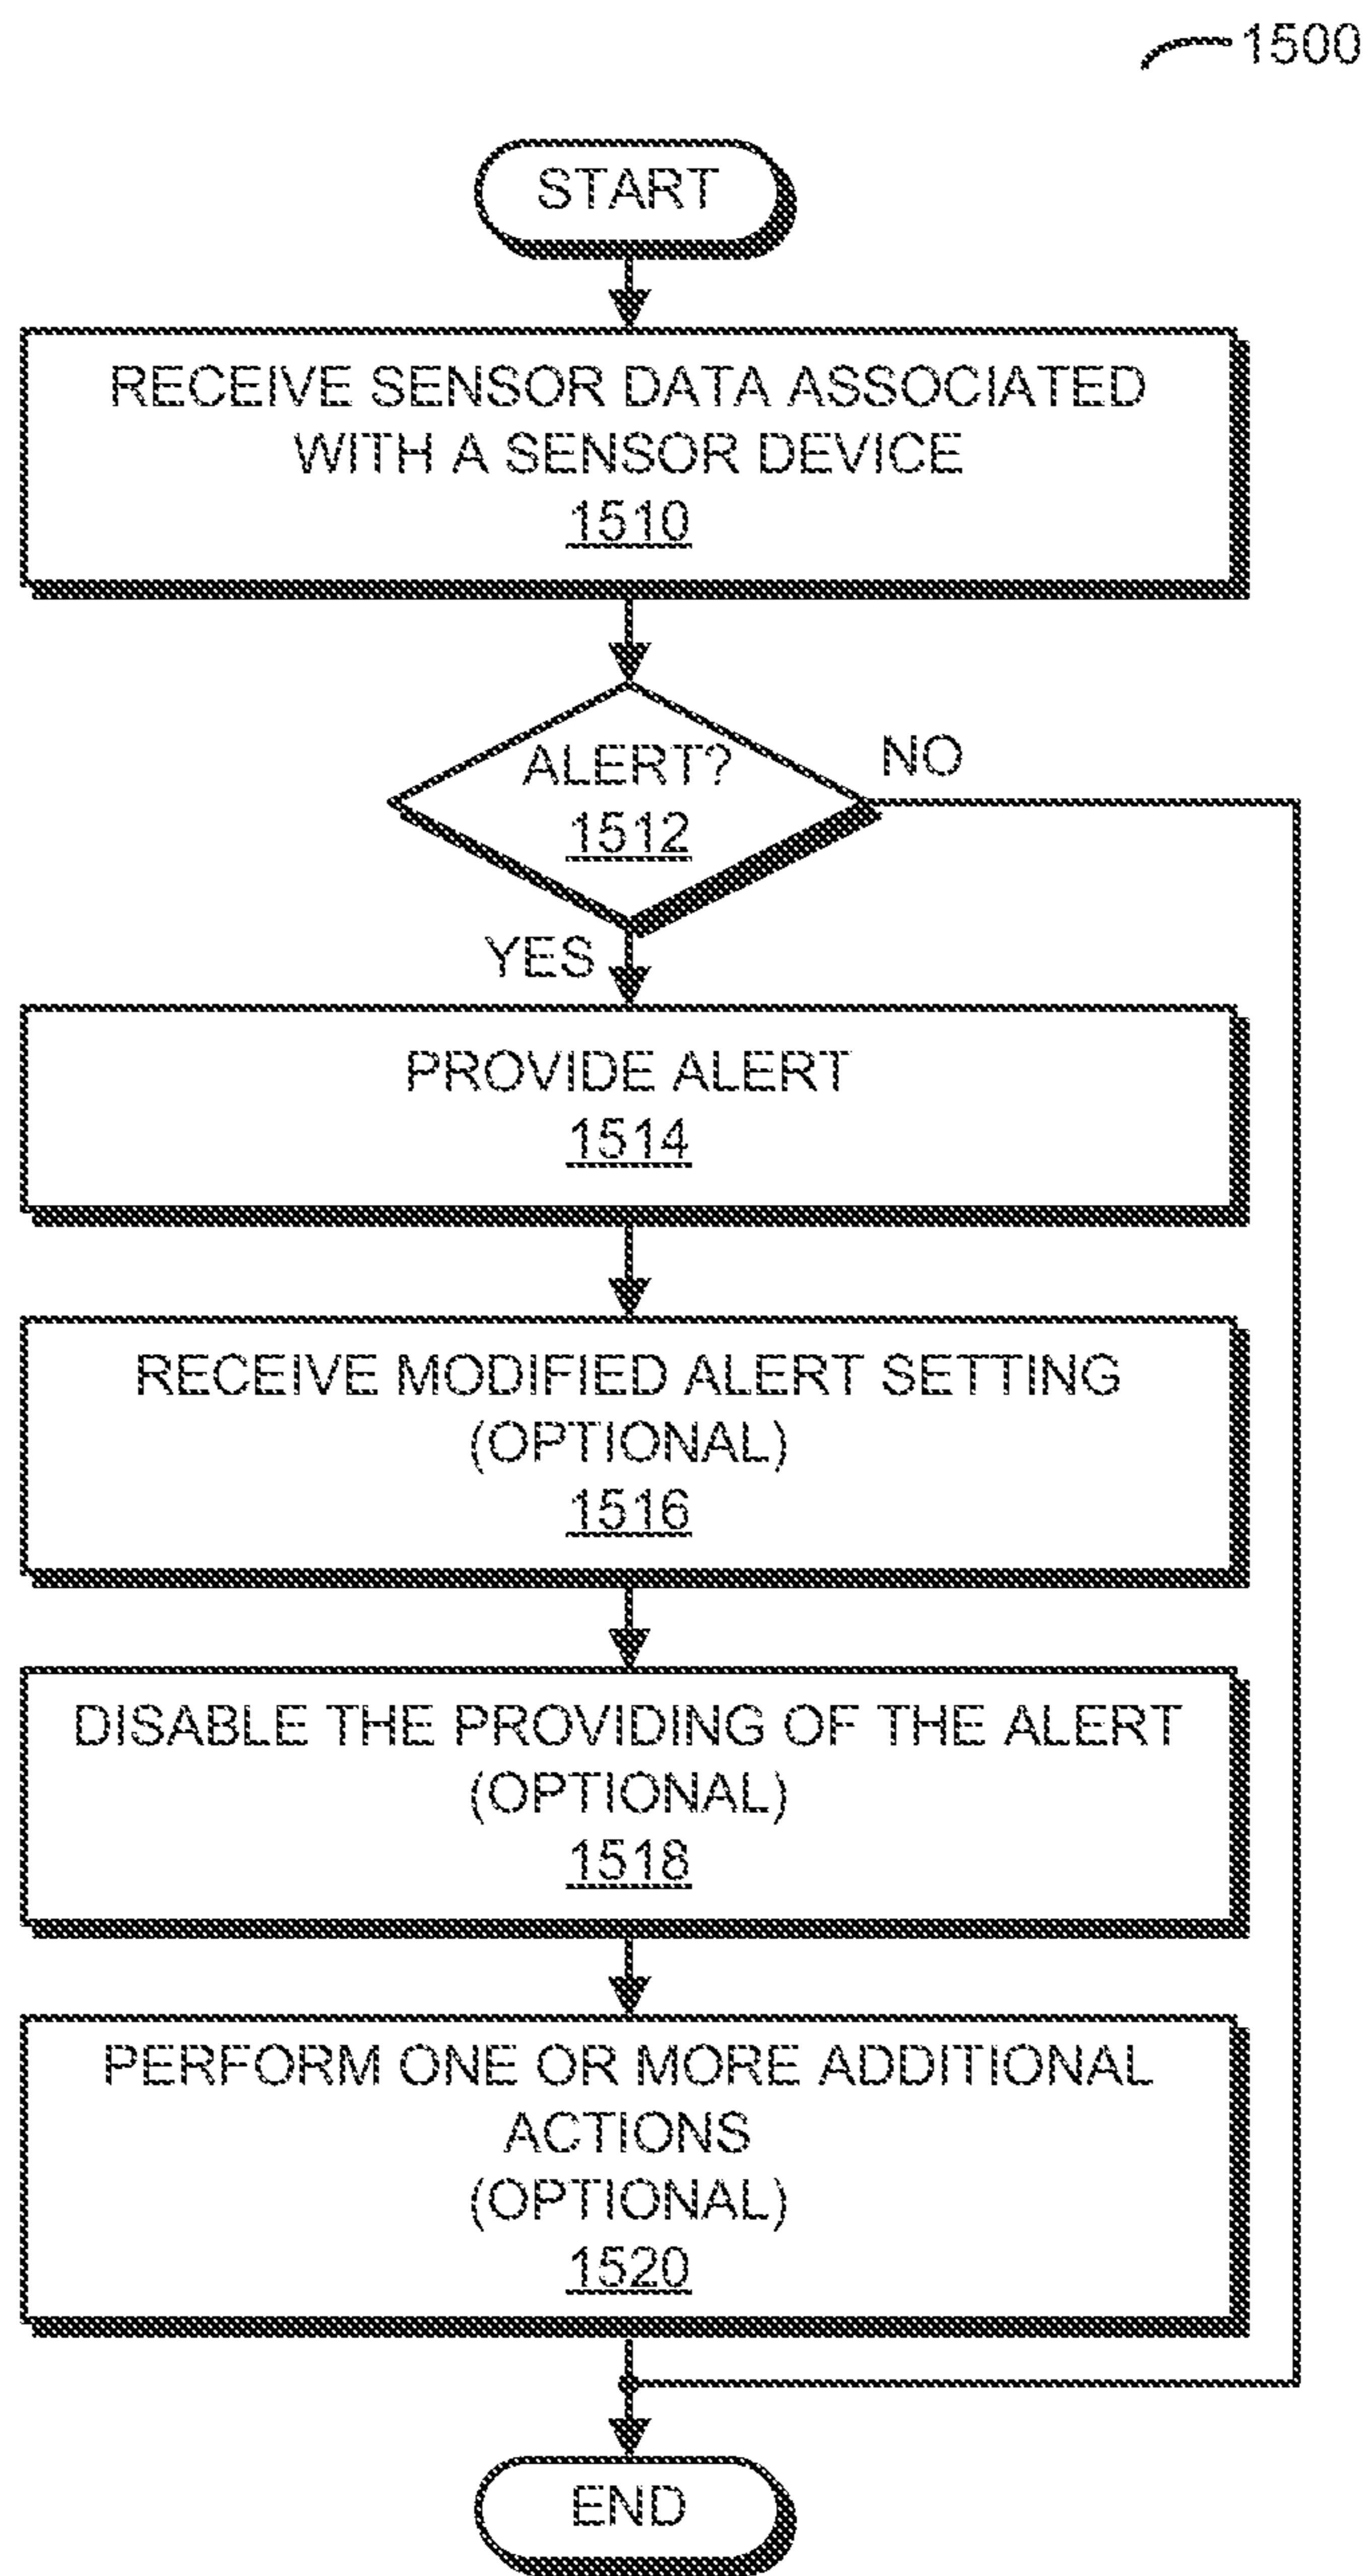 1500
START
RECEIVE SENSOR DATA ASSOCIATED
WITH A SENSOR DEVICE
1510
ALERT?
1512
NO
YES
PROVIDE ALERT
1514
RECEIVE MODIFIED ALERT SETTING
(OPTIONAL)
1516
DISABLE THE PROVIDING OF THE ALERT
(OPTIONAL)
1518
PERFORM ONE OR MORE ADDITIONAL
ACTIONS
(OPTIONAL)
1520
END